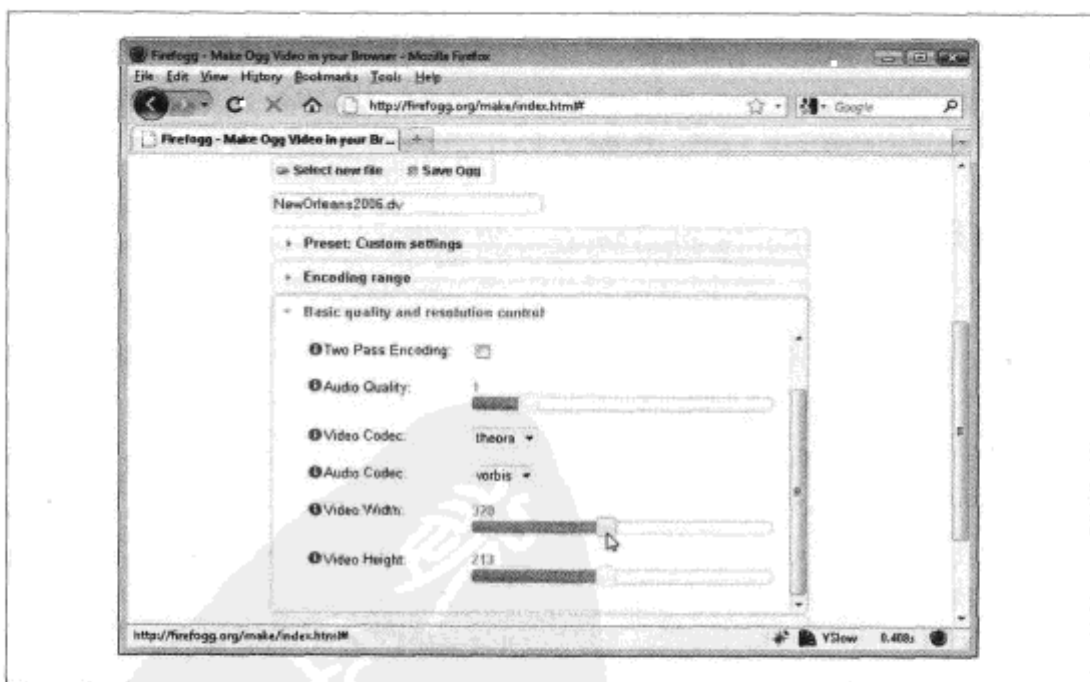 Firefogg - Make Ogg Video in your Browser - Mozilla Firefox
File Edit View History Bookmarks Tools Help
http://firefogg.org/make/index.html# Google
Firefogg - Make Ogg Video in your Br...
Select new file Save Ogg
NewOrleans2006.dv
Preset: Custom settings
Encoding range
Basic quality and resolution control
Two Pass Encoding:
Audio Quality: 1
Video Codec: theora
Audio Codec: vorbis
Video Width: 320
Video Height: 213
http://firefogg.org/make/index.html# YSlow 0.408s